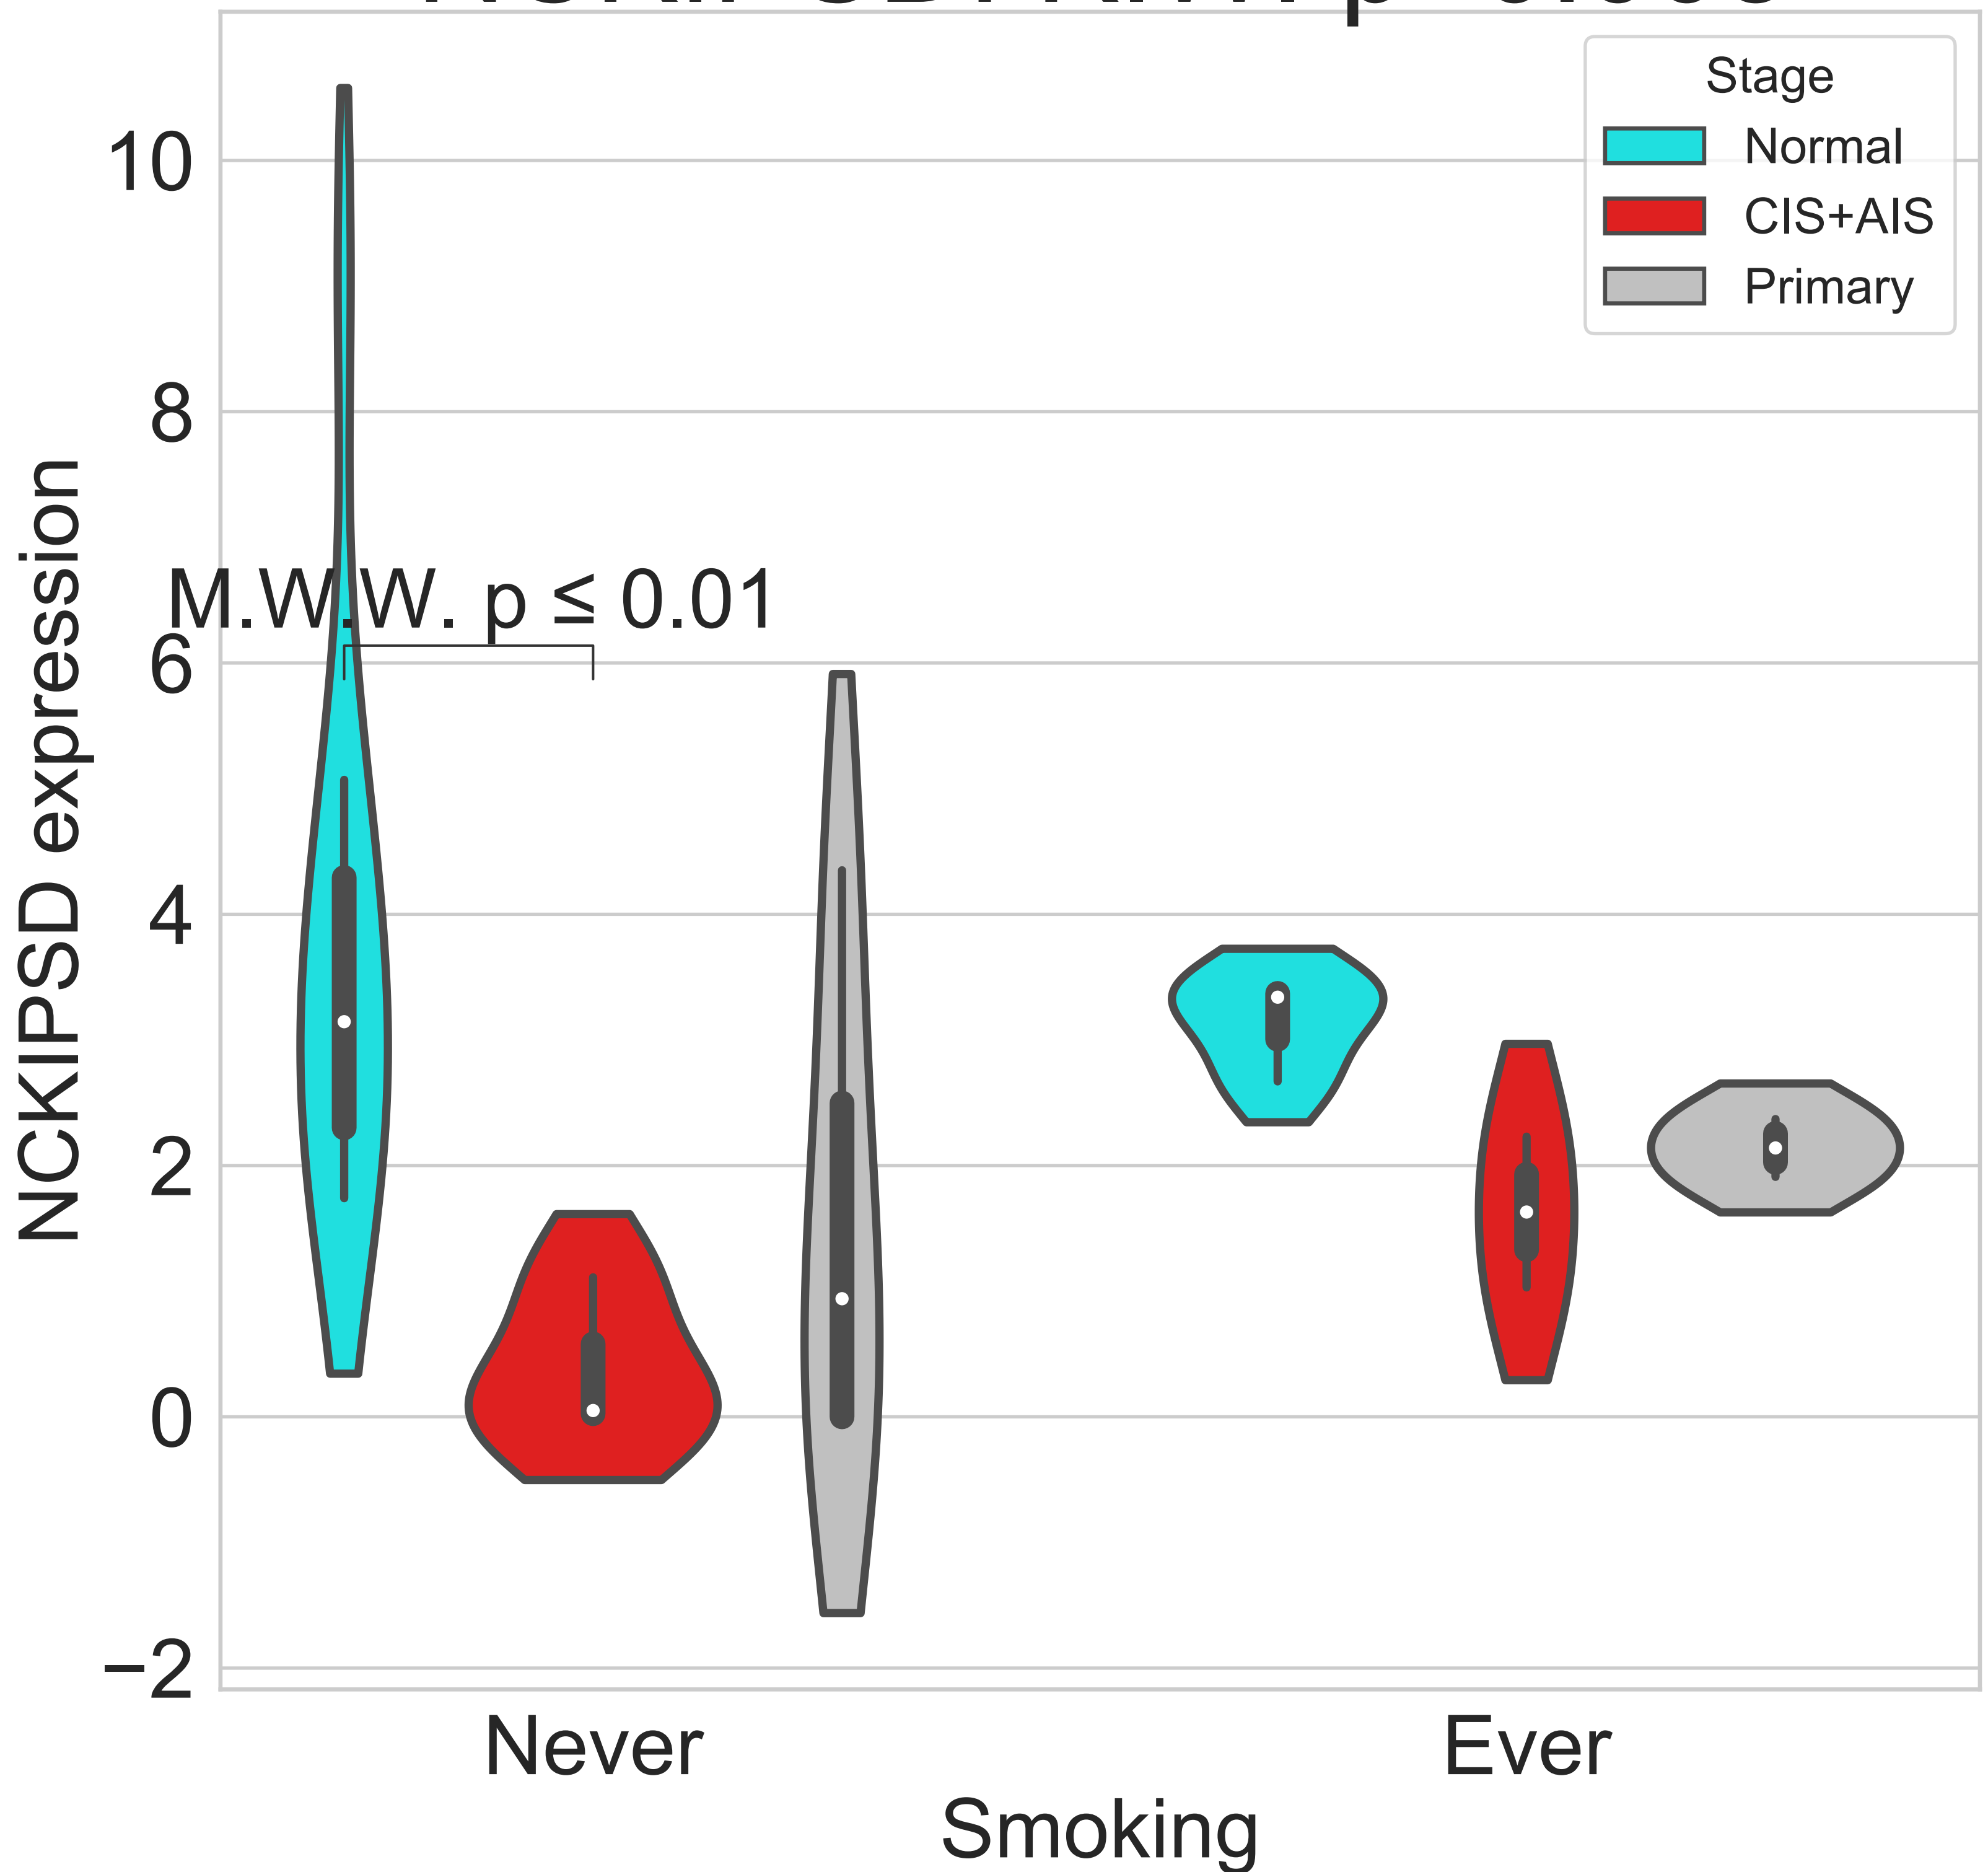 Stage
Normal
CIS+AIS
Primary
10
8
6
4
2
0
−2
NCKIPSD expression
M.W.W. p ≤ 0.01
Never
Ever
Smoking